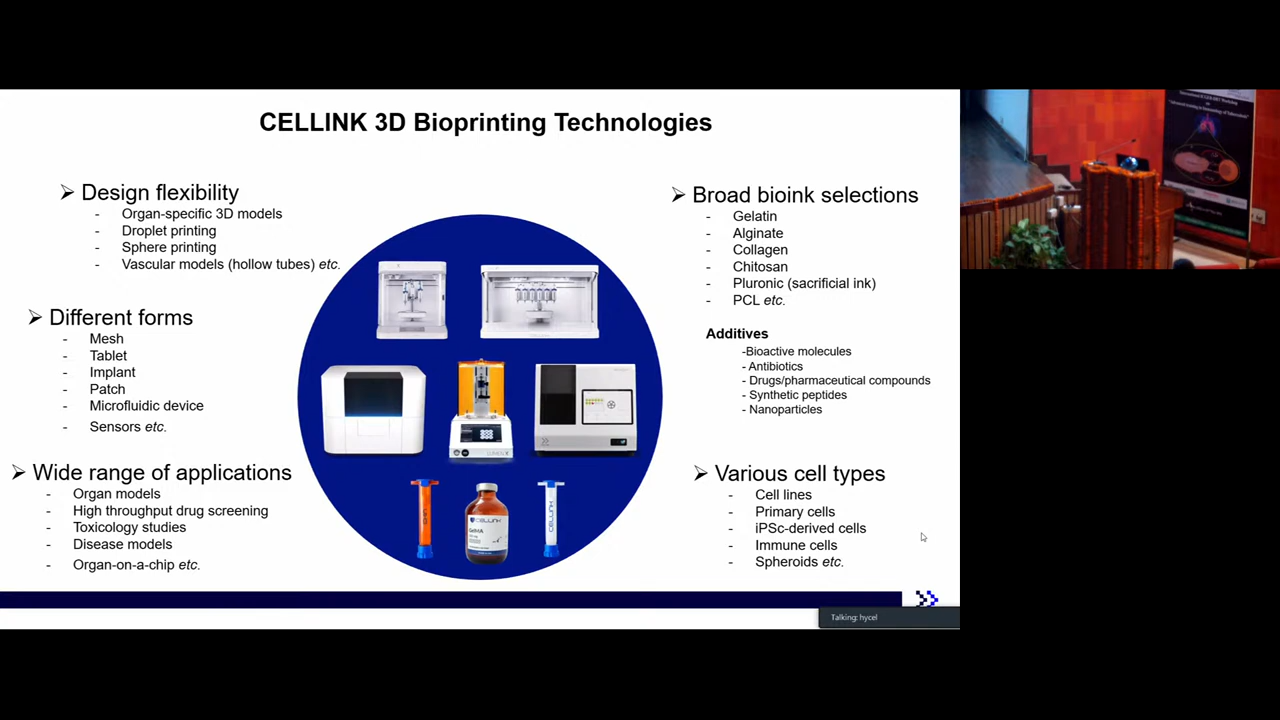 CELLINK 3D Bioprinting Technologies
➢ Design flexibility
- Organ-specific 3D models
- Droplet printing
- Sphere printing
- Vascular models (hollow tubes) etc.
➢ Different forms
- Mesh
- Tablet
- Implant
- Patch
- Microfluidic device
- Sensors etc.
➢ Wide range of applications
- Organ models
- High throughput drug screening
- Toxicology studies
- Disease models
- Organ-on-a-chip etc.
CELLINK
GelMA
➢ Broad bioink selections
- Gelatin
- Alginate
- Collagen
- Chitosan
- Pluronic (sacrificial ink)
- PCL etc.
Additives
-Bioactive molecules
- Antibiotics
- Drugs/pharmaceutical compounds
- Synthetic peptides
- Nanoparticles
➢ Various cell types
- Cell lines
- Primary cells
- iPSc-derived cells
- Immune cells
- Spheroids etc.
Talking: hycel